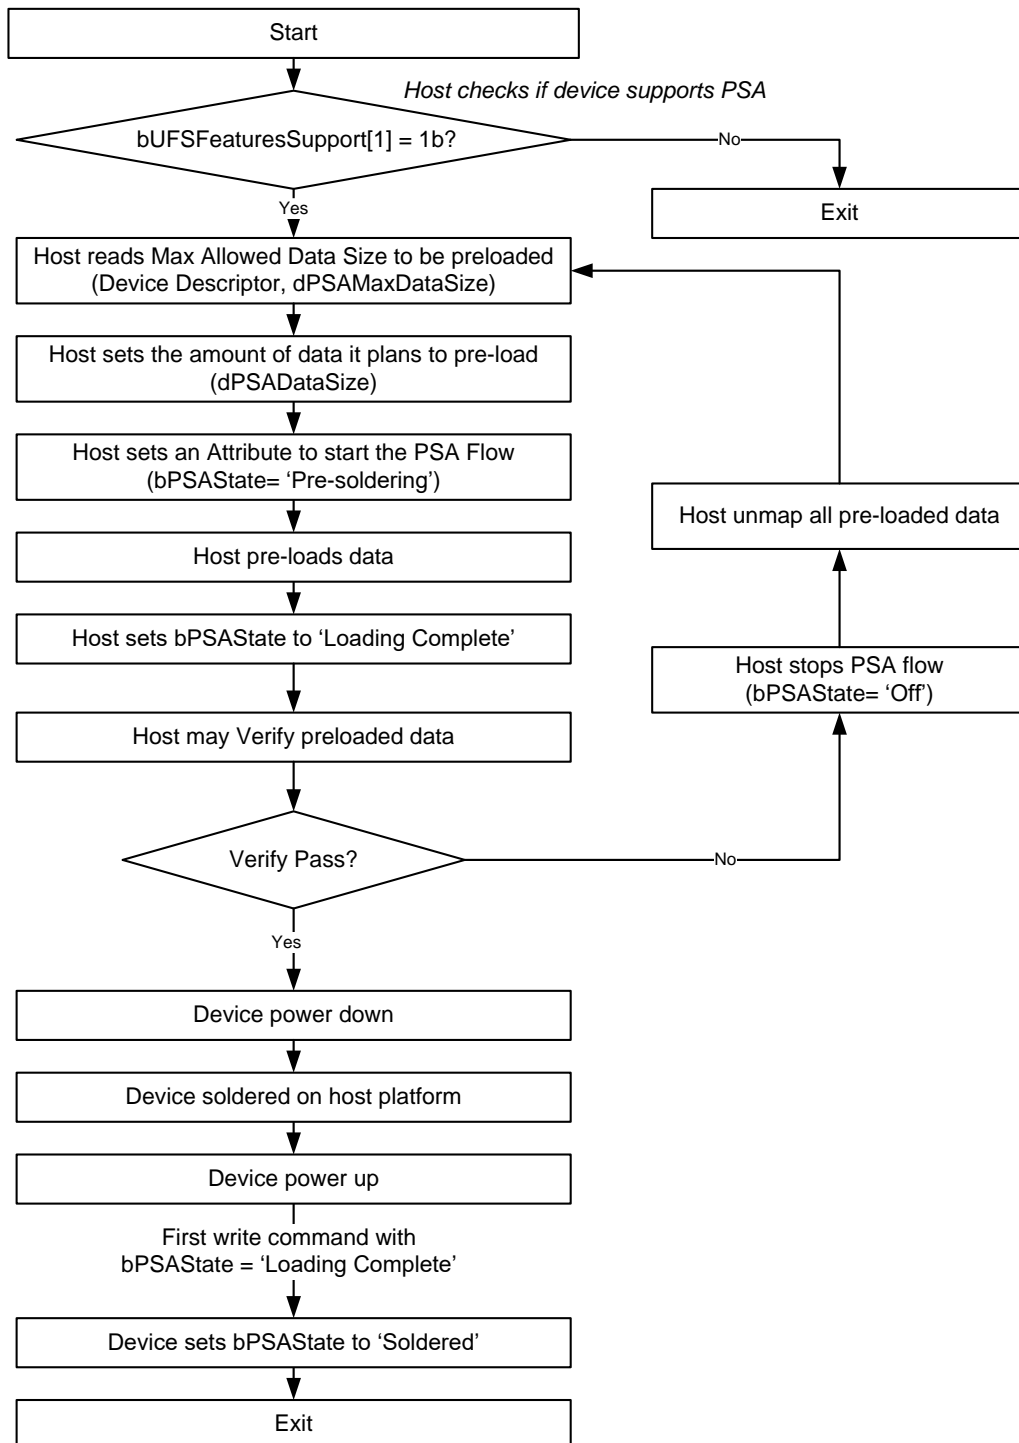 Start
Host checks if device supports PSA
bUFSFeaturesSupport[1] = 1b?
No
Exit
Yes
Host reads Max Allowed Data Size to be preloaded
(Device Descriptor, dPSAMaxDataSize)
Host sets the amount of data it plans to pre-load
(dPSADataSize)
Host sets an Attribute to start the PSA Flow
(bPSAState= ‘Pre-soldering’)
Host unmap all pre-loaded data
Host pre-loads data
Host sets bPSAState to ‘Loading Complete’
Host stops PSA flow
(bPSAState= ‘Off’)
Host may Verify preloaded data
Verify Pass?
No
Yes
Device power down
Device soldered on host platform
Device power up
First write command with
bPSAState = ‘Loading Complete’
Device sets bPSAState to ‘Soldered’
Exit